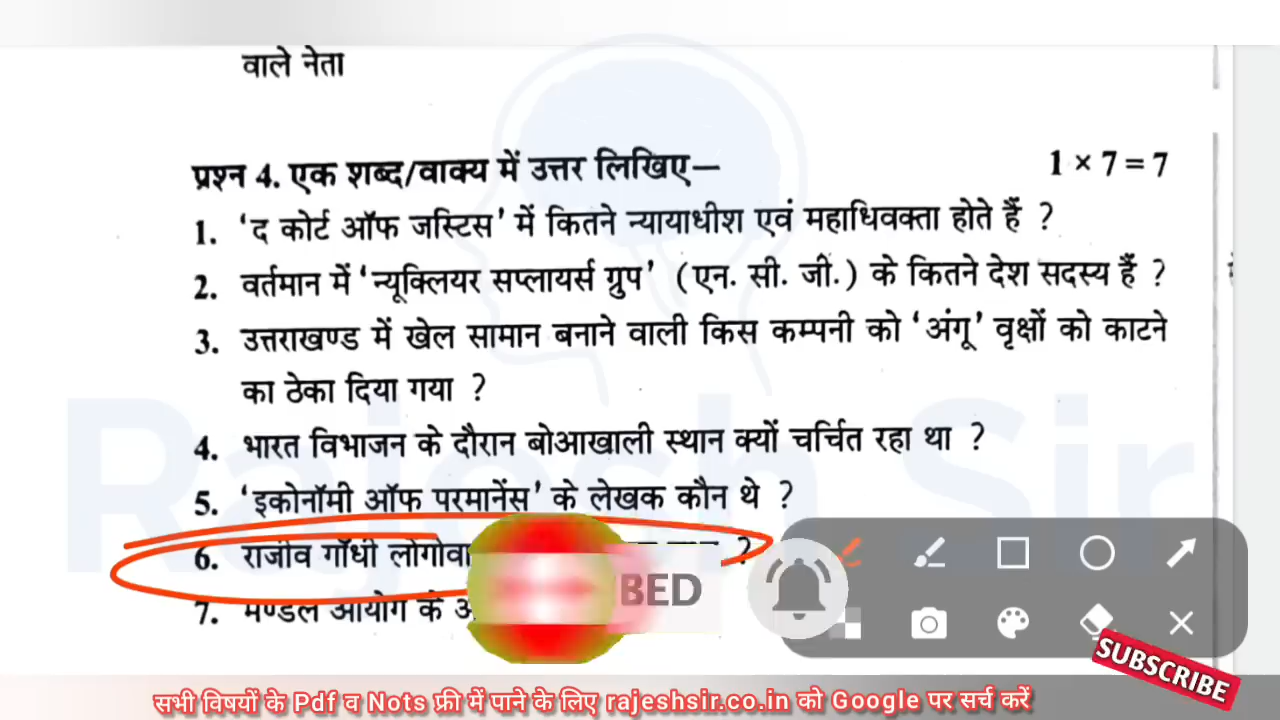 वाले नेता
प्रश्न 4. एक शब्द/वाक्य में उत्तर लिखिए— 1 × 7 = 7
1. 'द कोर्ट ऑफ जस्टिस' में कितने न्यायाधीश एवं महाधिवक्ता होते हैं ?
2. वर्तमान में 'न्यूक्लियर सप्लायर्स ग्रुप' (एन. सी. जी.) के कितने देश सदस्य हैं ?
3. उत्तराखण्ड में खेल सामान बनाने वाली किस कम्पनी को 'अंगू' वृक्षों को काटने
का ठेका दिया गया ?
4. भारत विभाजन के दौरान बोआखाली स्थान क्यों चर्चित रहा था ?
5. 'इकोनॉमी ऑफ परमानेंस' के लेखक कौन थे ?
6. राजीव गाँधी ?
7. मण्डल आयोग के
BED
Rajesh Sir
SUBSCRIBE
सभी विषयों के Pdf व Nots फ्री में पाने के लिए rajeshsir.co.in को Google पर सर्च करें